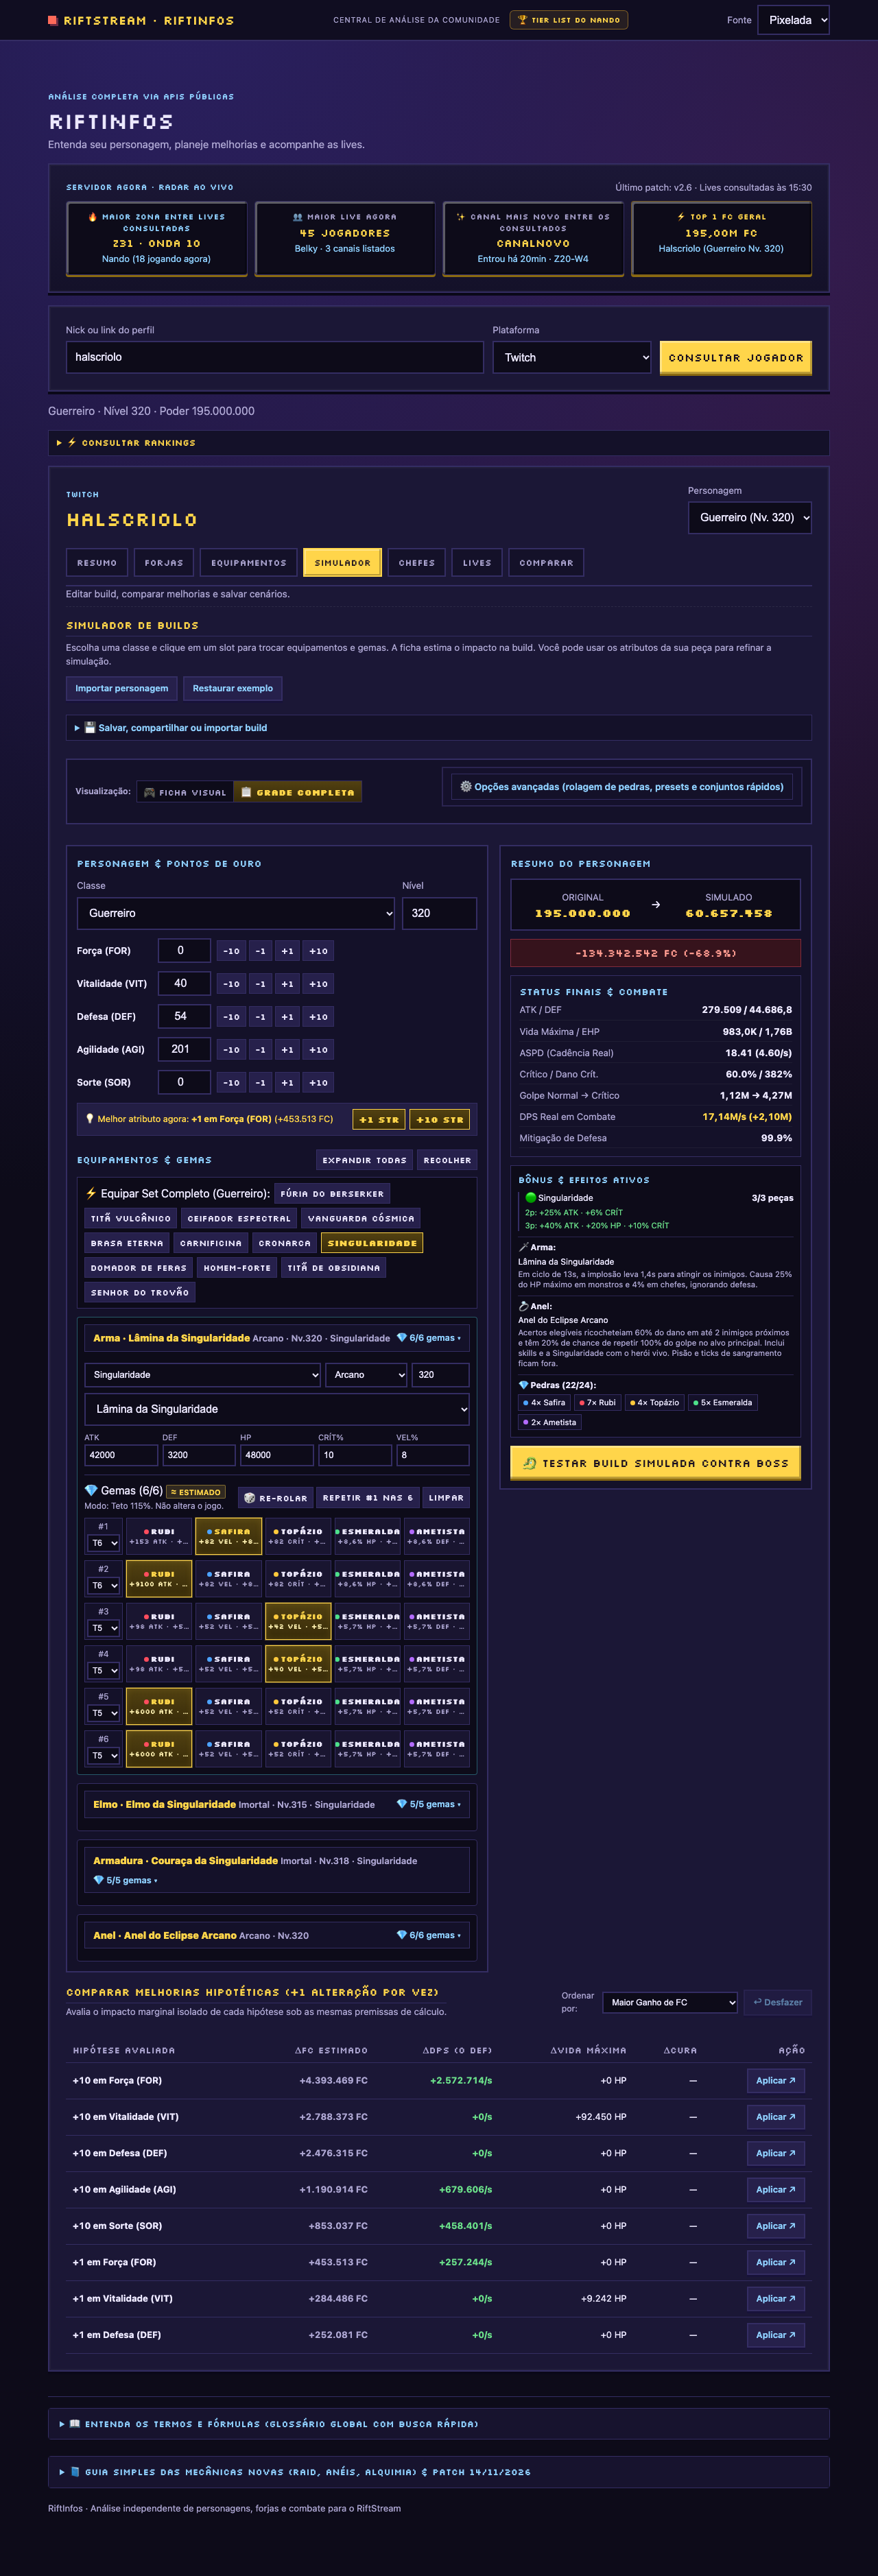 RIFTSTREAM · RIFTINFOS
CENTRAL DE ANÁLISE DA COMUNIDADE
🏆 TIER LIST DO NANDO
Fonte
Pixelada
ANÁLISE COMPLETA VIA APIS PÚBLICAS
RIFTINFOS
Entenda seu personagem, planeje melhorias e acompanhe as lives.
SERVIDOR AGORA · RADAR AO VIVO
Último patch: v2.6 · Lives consultadas às 15:30
🔥 MAIOR ZONA ENTRE LIVES CONSULTADAS
231 · ONDA 10
Nando (18 jogando agora)
👥 MAIOR LIVE AGORA
45 JOGADORES
Belky · 3 canais listados
✨ CANAL MAIS NOVO ENTRE OS CONSULTADOS
CANALNOVO
Entrou há 20min · Z20-W4
⚡ TOP 1 FC GERAL
195,00M FC
Halscriolo (Guerreiro Nv. 320)
Nick ou link do perfil
halscriolo
Plataforma
Twitch
CONSULTAR JOGADOR
Guerreiro · Nível 320 · Poder 195.000.000
▸ ⚡ CONSULTAR RANKINGS
TWITCH
HALSCRIOLO
Personagem
Guerreiro (Nv. 320)
RESUMO
FORJAS
EQUIPAMENTOS
SIMULADOR
CHEFES
LIVES
COMPARAR
Editar build, comparar melhorias e salvar cenários.
SIMULADOR DE BUILDS
Escolha uma classe e clique em um slot para trocar equipamentos e gemas. A ficha estima o impacto na build. Você pode usar os atributos da sua peça para refinar a
simulação.
Importar personagem
Restaurar exemplo
▸ 💾 Salvar, compartilhar ou importar build
Visualização:
🎮 FICHA VISUAL
📋 GRADE COMPLETA
⚙️ Opções avançadas (rolagem de pedras, presets e conjuntos rápidos)
PERSONAGEM & PONTOS DE OURO
Classe
Nível
Guerreiro
320
Força (FOR) 0 -10 -1 +1 +10
Vitalidade (VIT) 40 -10 -1 +1 +10
Defesa (DEF) 54 -10 -1 +1 +10
Agilidade (AGI) 201 -10 -1 +1 +10
Sorte (SOR) 0 -10 -1 +1 +10
💡 Melhor atributo agora: +1 em Força (FOR) (+453.513 FC)
+1 STR
+10 STR
EQUIPAMENTOS & GEMAS
EXPANDIR TODAS
RECOLHER
⚡ Equipar Set Completo (Guerreiro):
FÚRIA DO BERSERKER
TITÃ VULCÂNICO
CEIFADOR ESPECTRAL
VANGUARDA CÓSMICA
BRASA ETERNA
CARNIFICINA
CRONARCA
SINGULARIDADE
DOMADOR DE FERAS
HOMEM-FORTE
TITÃ DE OBSIDIANA
SENHOR DO TROVÃO
Arma · Lâmina da Singularidade Arcano · Nv.320 · Singularidade 💎 6/6 gemas ▾
Singularidade
Arcano
320
Lâmina da Singularidade
ATK DEF HP CRÍT% VEL%
42000 3200 48000 10 8
💎 Gemas (6/6) ≈ ESTIMADO
Modo: Teto 115%. Não altera o jogo.
🎲 RE-ROLAR
REPETIR #1 NAS 6
LIMPAR
#1 T6
RUBI +153 ATK · +…
SAFIRA +82 VEL · +8…
TOPÁZIO +82 CRÍT · +…
ESMERALDA +8,6% HP · +…
AMETISTA +8,6% DEF · …
#2 T6
RUBI +9100 ATK · …
SAFIRA +82 VEL · +8…
TOPÁZIO +82 CRÍT · +…
ESMERALDA +8,6% HP · +…
AMETISTA +8,6% DEF · …
#3 T5
RUBI +98 ATK · +5…
SAFIRA +52 VEL · +5…
TOPÁZIO +42 VEL · +5…
ESMERALDA +5,7% HP · +…
AMETISTA +5,7% DEF · …
#4 T5
RUBI +98 ATK · +5…
SAFIRA +52 VEL · +5…
TOPÁZIO +40 VEL · +5…
ESMERALDA +5,7% HP · +…
AMETISTA +5,7% DEF · …
#5 T5
RUBI +6000 ATK · …
SAFIRA +52 VEL · +5…
TOPÁZIO +52 CRÍT · +…
ESMERALDA +5,7% HP · +…
AMETISTA +5,7% DEF · …
#6 T5
RUBI +6000 ATK · …
SAFIRA +52 VEL · +5…
TOPÁZIO +52 CRÍT · +…
ESMERALDA +5,7% HP · +…
AMETISTA +5,7% DEF · …
Elmo · Elmo da Singularidade Imortal · Nv.315 · Singularidade 💎 5/5 gemas ▾
Armadura · Couraça da Singularidade Imortal · Nv.318 · Singularidade
💎 5/5 gemas ▾
Anel · Anel do Eclipse Arcano Arcano · Nv.320 💎 6/6 gemas ▾
RESUMO DO PERSONAGEM
ORIGINAL → SIMULADO
195.000.000 60.657.458
-134.342.542 FC (-68.9%)
STATUS FINAIS & COMBATE
ATK / DEF 279.509 / 44.686,8
Vida Máxima / EHP 983,0K / 1,76B
ASPD (Cadência Real) 18.41 (4.60/s)
Crítico / Dano Crít. 60.0% / 382%
Golpe Normal → Crítico 1,12M → 4,27M
DPS Real em Combate 17,14M/s (+2,10M)
Mitigação de Defesa 99.9%
BÔNUS & EFEITOS ATIVOS
🟢 Singularidade 3/3 peças
2p: +25% ATK · +6% CRÍT
3p: +40% ATK · +20% HP · +10% CRÍT
🗡️ Arma:
Lâmina da Singularidade
Em ciclo de 13s, a implosão leva 1,4s para atingir os inimigos. Causa 25%
do HP máximo em monstros e 4% em chefes, ignorando defesa.
💍 Anel:
Anel do Eclipse Arcano
Acertos elegíveis ricocheteiam 60% do dano em até 2 inimigos próximos
e têm 20% de chance de repetir 100% do golpe no alvo principal. Inclui
skills e a Singularidade com o herói vivo. Pisão e ticks de sangramento
ficam fora.
💎 Pedras (22/24):
4× Safira
7× Rubi
4× Topázio
5× Esmeralda
2× Ametista
🐉 TESTAR BUILD SIMULADA CONTRA BOSS
COMPARAR MELHORIAS HIPOTÉTICAS (+1 ALTERAÇÃO POR VEZ)
Avalia o impacto marginal isolado de cada hipótese sob as mesmas premissas de cálculo.
Ordenar por:
Maior Ganho de FC
↩ Desfazer
HIPÓTESE AVALIADA ΔFC ESTIMADO ΔDPS (0 DEF) ΔVIDA MÁXIMA ΔCURA AÇÃO
+10 em Força (FOR) +4.393.469 FC +2.572.714/s +0 HP — Aplicar ↗
+10 em Vitalidade (VIT) +2.788.373 FC +0/s +92.450 HP — Aplicar ↗
+10 em Defesa (DEF) +2.476.315 FC +0/s +0 HP — Aplicar ↗
+10 em Agilidade (AGI) +1.190.914 FC +679.606/s +0 HP — Aplicar ↗
+10 em Sorte (SOR) +853.037 FC +458.401/s +0 HP — Aplicar ↗
+1 em Força (FOR) +453.513 FC +257.244/s +0 HP — Aplicar ↗
+1 em Vitalidade (VIT) +284.486 FC +0/s +9.242 HP — Aplicar ↗
+1 em Defesa (DEF) +252.081 FC +0/s +0 HP — Aplicar ↗
▸ 📖 ENTENDA OS TERMOS E FÓRMULAS (GLOSSÁRIO GLOBAL COM BUSCA RÁPIDA)
▸ 📘 GUIA SIMPLES DAS MECÂNICAS NOVAS (RAID, ANÉIS, ALQUIMIA) & PATCH 14/11/2026
RiftInfos · Análise independente de personagens, forjas e combate para o RiftStream